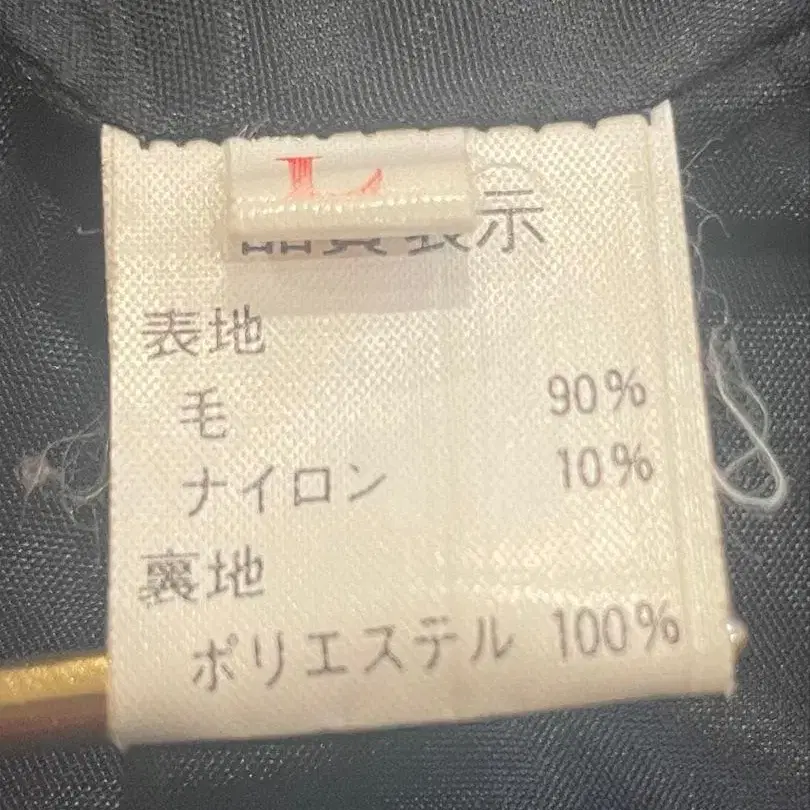 L
品質表示
表地
毛 90%
ナイロン 10%
裏地
ポリエステル 100%